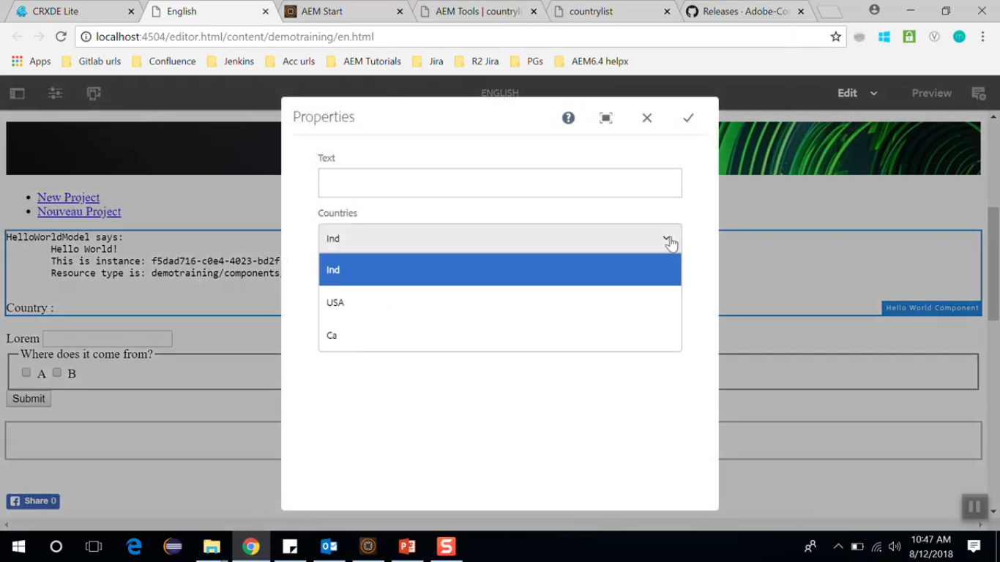 CRXDE Lite
English
AEM Start
AEM Tools | countryli
countrylist
Releases · Adobe-Co
localhost:4504/editor.html/content/demotraining/en.html
Apps
Gitlab urls
Confluence
Jenkins
Acc urls
AEM Tutorials
Jira
R2 Jira
PGs
AEM6.4 helpx
ENGLISH
Edit
Preview
Properties
Text
Countries
Ind
Ind
USA
Ca
New Project
Nouveau Project
HelloWorldModel says:
Hello World!
This is instance: f5dad716-c0e4-4023-bd2f
Resource type is: demotraining/components/
Country :
Hello World Component
Lorem
Where does it come from?
A B
Submit
Share 0
10:47 AM
8/12/2018